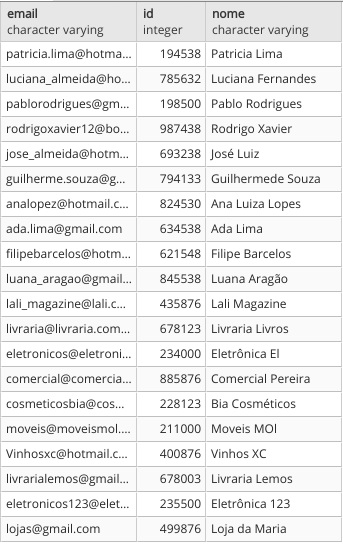 email id nome
character varying integer character varying
patricia.lima@hotma... 194538 Patricia Lima
luciana_almeida@ho... 785632 Luciana Fernandes
pablorodrigues@gm... 198500 Pablo Rodrigues
rodrigoxavier12@bo... 987438 Rodrigo Xavier
jose_almeida@hotm... 693238 José Luiz
guilherme.souza@g... 794133 Guilhermede Souza
analopez@hotmail.c... 824530 Ana Luiza Lopes
ada.lima@gmail.com 634538 Ada Lima
filipebarcelos@hotm... 621548 Filipe Barcelos
luana_aragao@gmail... 845538 Luana Aragão
lali_magazine@lali.c... 435876 Lali Magazine
livraria@livraria.com... 678123 Livraria Livros
eletronicos@eletroni... 234000 Eletrônica El
comercial@comercia... 885876 Comercial Pereira
cosmeticosbia@cos... 228123 Bia Cosméticos
moveis@moveismol.... 211000 Moveis MOl
Vinhosxc@hotmail.c... 400876 Vinhos XC
livrarialemos@gmail... 678003 Livraria Lemos
eletronicos123@elet... 235500 Eletrônica 123
lojas@gmail.com 499876 Loja da Maria